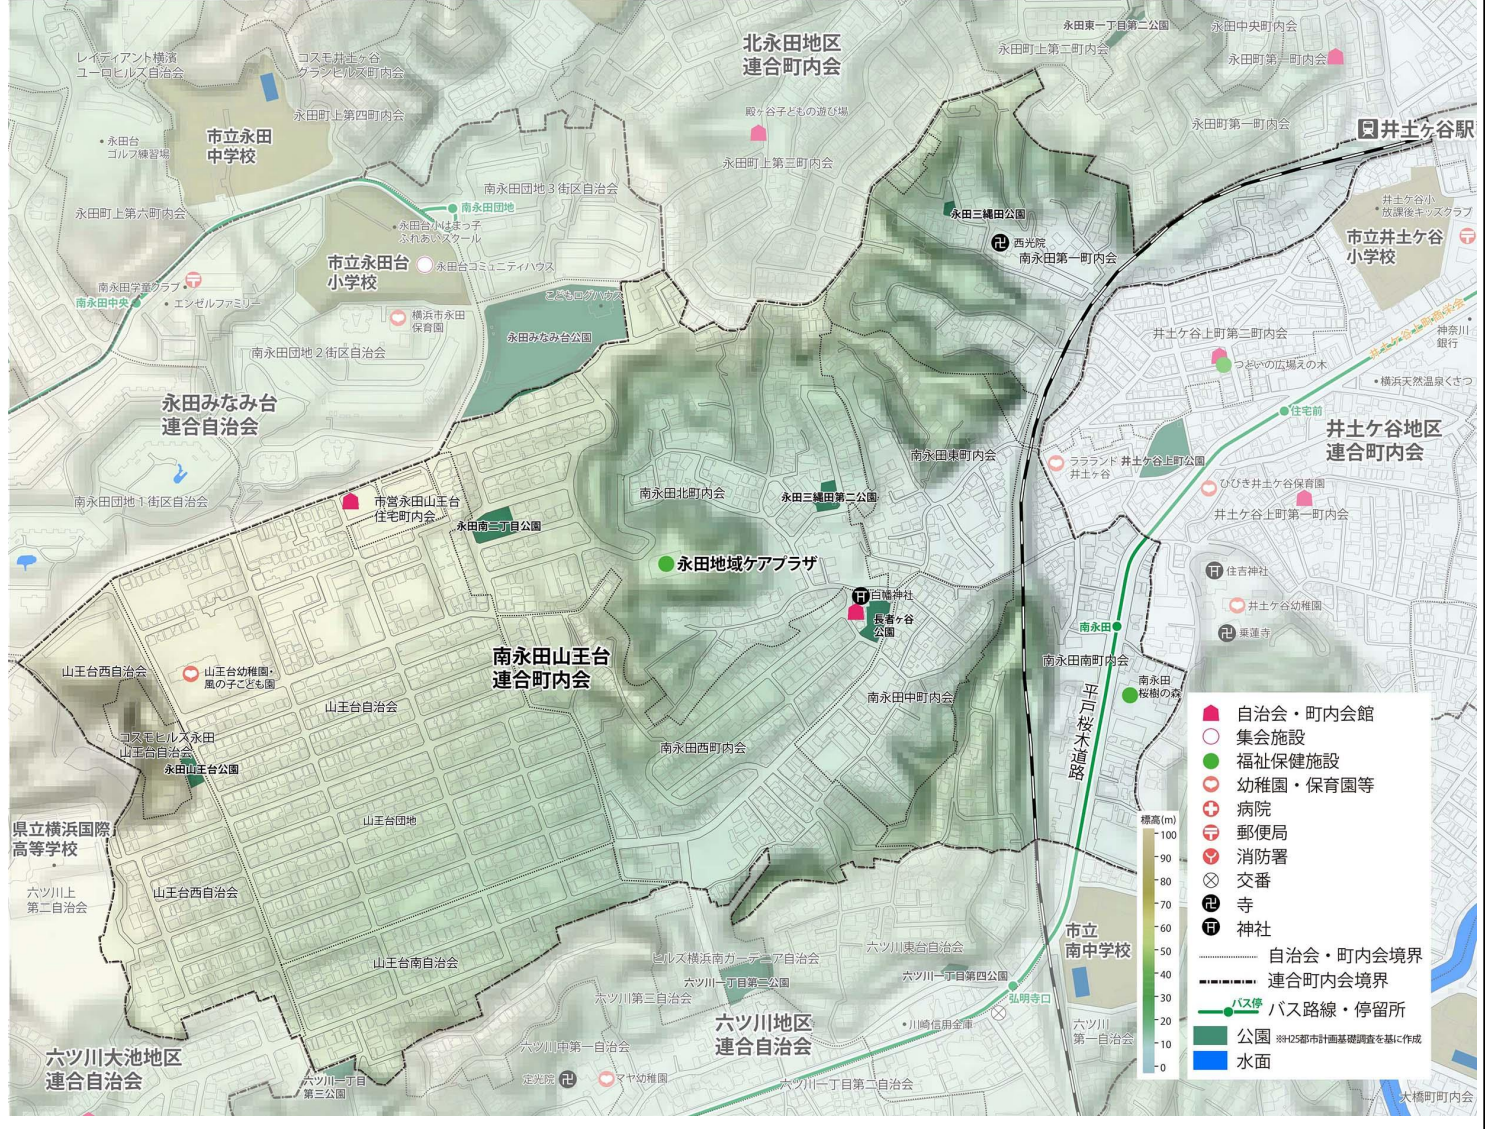 レイディアント横濱
ユーロヒルズ自治会
コスモ井土ヶ谷
グランヒルズ町内会
永田町上第四町内会
市立永田
中学校
永田台
ゴルフ練習場
永田町上第六町内会
北永田地区
連合町内会
殿ヶ谷子どもの遊び場
永田町上第三町内会
永田東一丁目第二公園
永田町上第二町内会
永田中央町内会
永田町第一町内会
永田町第一町内会
井土ヶ谷駅
南永田団地3街区自治会
南永田団地
永田台小はまっ子
ふれあいスクール
市立永田台
小学校
永田台コミュニティハウス
南永田学童クラブ
エンゼルファミリー
南永田中央
横浜市永田
保育園
こどもログハウス
永田みなみ台公園
南永田団地2街区自治会
永田みなみ台
連合自治会
南永田団地1街区自治会
永田三縄田公園
西光院
南永田第一町内会
井土ケ谷小
放課後キッズクラブ
市立井土ケ谷
小学校
井土ケ谷上町商栄会
神奈川
銀行
井土ケ谷上町第二町内会
つどいの広場えの木
横浜天然温泉くさつ
住宅前
井土ケ谷地区
連合町内会
ララランド
井土ケ谷
井土ケ谷上町公園
ひびき井土ケ谷保育園
井土ケ谷上町第一町内会
南永田東町内会
南永田北町内会
永田三縄田第二公園
市営永田山王台
住宅町内会
永田南二丁目公園
永田地域ケアプラザ
白幡神社
長者ヶ谷
公園
住吉神社
井土ケ谷幼稚園
乗蓮寺
南永田
南永田南町内会
南永田
桜樹の森
平戸桜木道路
南永田山王台
連合町内会
南永田中町内会
南永田西町内会
山王台西自治会
山王台幼稚園・
風の子こども園
山王台自治会
コスモヒルズ永田
山王台自治会
永田山王台公園
山王台団地
県立横浜国際
高等学校
六ツ川上
第二自治会
山王台西自治会
山王台南自治会
六ツ川大池地区
連合自治会
六ツ川一丁目
第三公園
ヒルズ横浜南ガーデニア自治会
六ツ川一丁目第二公園
六ツ川第三自治会
六ツ川東台自治会
六ツ川一丁目第四公園
弘明寺口
六ツ川地区
連合自治会
川崎信用金庫
六ツ川中第一自治会
定光院
マヤ幼稚園
六ツ川一丁目第二自治会
市立
南中学校
六ツ川
第一自治会
大橋町町内会
標高(m)
100
90
80
70
60
50
40
30
20
10
0
自治会・町内会館
集会施設
福祉保健施設
幼稚園・保育園等
病院
郵便局
消防署
交番
寺
神社
自治会・町内会境界
連合町内会境界
バス停
バス路線・停留所
公園 ※H25都市計画基礎調査を基に作成
水面